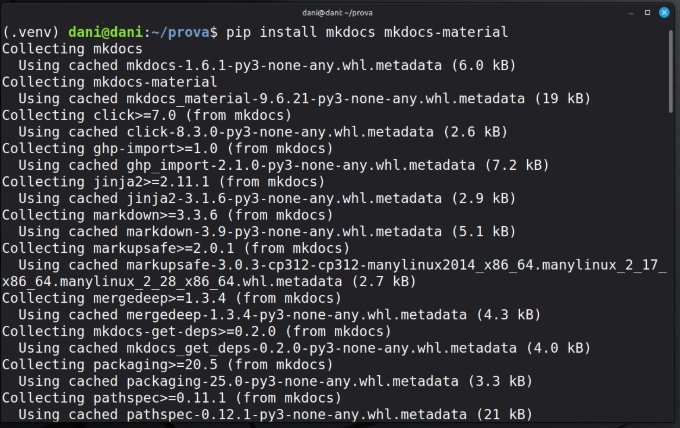 dani@dani: ~/prova
(.venv) dani@dani:~/prova$ pip install mkdocs mkdocs-material
Collecting mkdocs
  Using cached mkdocs-1.6.1-py3-none-any.whl.metadata (6.0 kB)
Collecting mkdocs-material
  Using cached mkdocs_material-9.6.21-py3-none-any.whl.metadata (19 kB)
Collecting click>=7.0 (from mkdocs)
  Using cached click-8.3.0-py3-none-any.whl.metadata (2.6 kB)
Collecting ghp-import>=1.0 (from mkdocs)
  Using cached ghp_import-2.1.0-py3-none-any.whl.metadata (7.2 kB)
Collecting jinja2>=2.11.1 (from mkdocs)
  Using cached jinja2-3.1.6-py3-none-any.whl.metadata (2.9 kB)
Collecting markdown>=3.3.6 (from mkdocs)
  Using cached markdown-3.9-py3-none-any.whl.metadata (5.1 kB)
Collecting markupsafe>=2.0.1 (from mkdocs)
  Using cached markupsafe-3.0.3-cp312-cp312-manylinux2014_x86_64.manylinux_2_17_
x86_64.manylinux_2_28_x86_64.whl.metadata (2.7 kB)
Collecting mergedeep>=1.3.4 (from mkdocs)
  Using cached mergedeep-1.3.4-py3-none-any.whl.metadata (4.3 kB)
Collecting mkdocs-get-deps>=0.2.0 (from mkdocs)
  Using cached mkdocs_get_deps-0.2.0-py3-none-any.whl.metadata (4.0 kB)
Collecting packaging>=20.5 (from mkdocs)
  Using cached packaging-25.0-py3-none-any.whl.metadata (3.3 kB)
Collecting pathspec>=0.11.1 (from mkdocs)
  Using cached pathspec-0.12.1-py3-none-any.whl.metadata (21 kB)